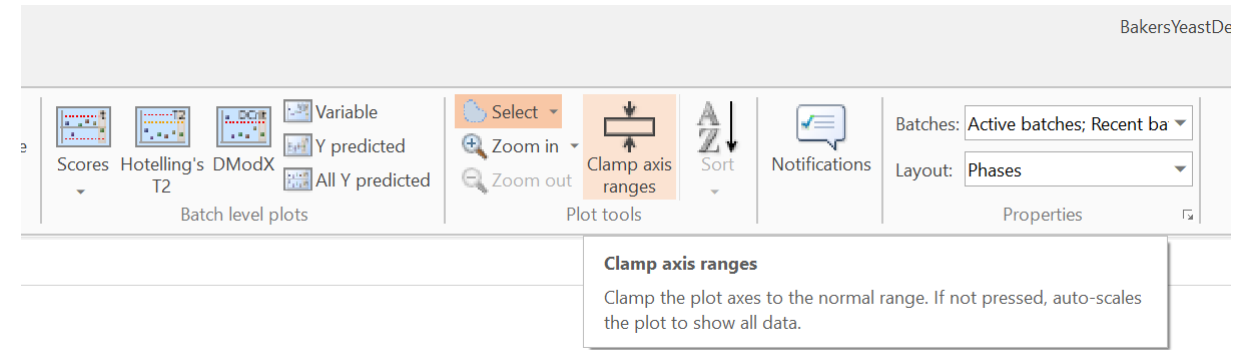 BakersYeastDe
e
Scores
Hotelling's
T2
DModX
Variable
Y predicted
All Y predicted
Batch level plots
Select
Zoom in
Zoom out
Clamp axis
ranges
Sort
Plot tools
Notifications
Batches: Active batches; Recent ba
Layout: Phases
Properties
Clamp axis ranges
Clamp the plot axes to the normal range. If not pressed, auto-scales
the plot to show all data.